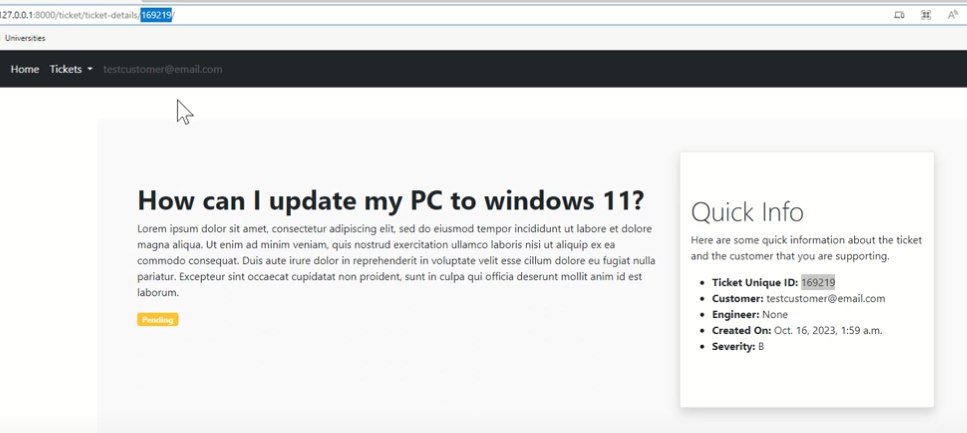 127.0.0.1:8000/ticket/ticket-details/169219/
Universities
Home Tickets testcustomer@email.com
How can I update my PC to windows 11?
Lorem ipsum dolor sit amet, consectetur adipiscing elit, sed do eiusmod tempor incididunt ut labore et dolore
magna aliqua. Ut enim ad minim veniam, quis nostrud exercitation ullamco laboris nisi ut aliquip ex ea
commodo consequat. Duis aute irure dolor in reprehenderit in voluptate velit esse cillum dolore eu fugiat nulla
pariatur. Excepteur sint occaecat cupidatat non proident, sunt in culpa qui officia deserunt mollit anim id est
laborum.
Pending
Quick Info
Here are some quick information about the ticket
and the customer that you are supporting.
Ticket Unique ID: 169219
Customer: testcustomer@email.com
Engineer: None
Created On: Oct. 16, 2023, 1:59 a.m.
Severity: B